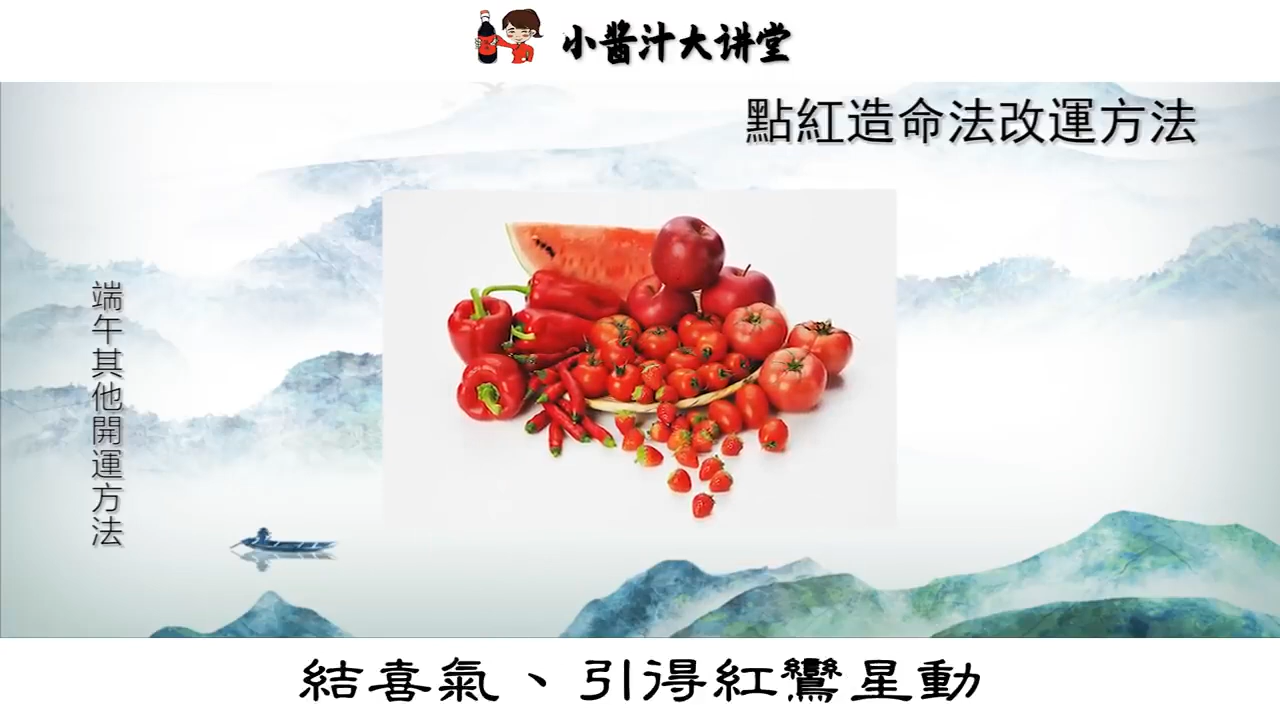 小酱汁大讲堂
點紅造命法改運方法
端午其他開運方法
結喜氣、引得紅鸞星動